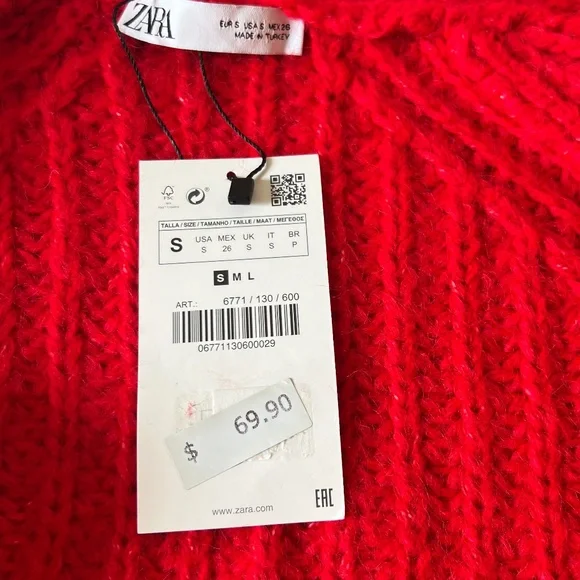 ZARA
EUR S USA S MEX 26
MADE IN TURKEY
FSC
TALLA / SIZE / TAMANHO / TAILLE / MAAT / ΜΕΓΕΘΟΣ
S
USA MEX UK IT BR
S 26 S S P
S M L
ART.: 6771 / 130 / 600
06771130600029
$ 69.90
www.zara.com
EAC